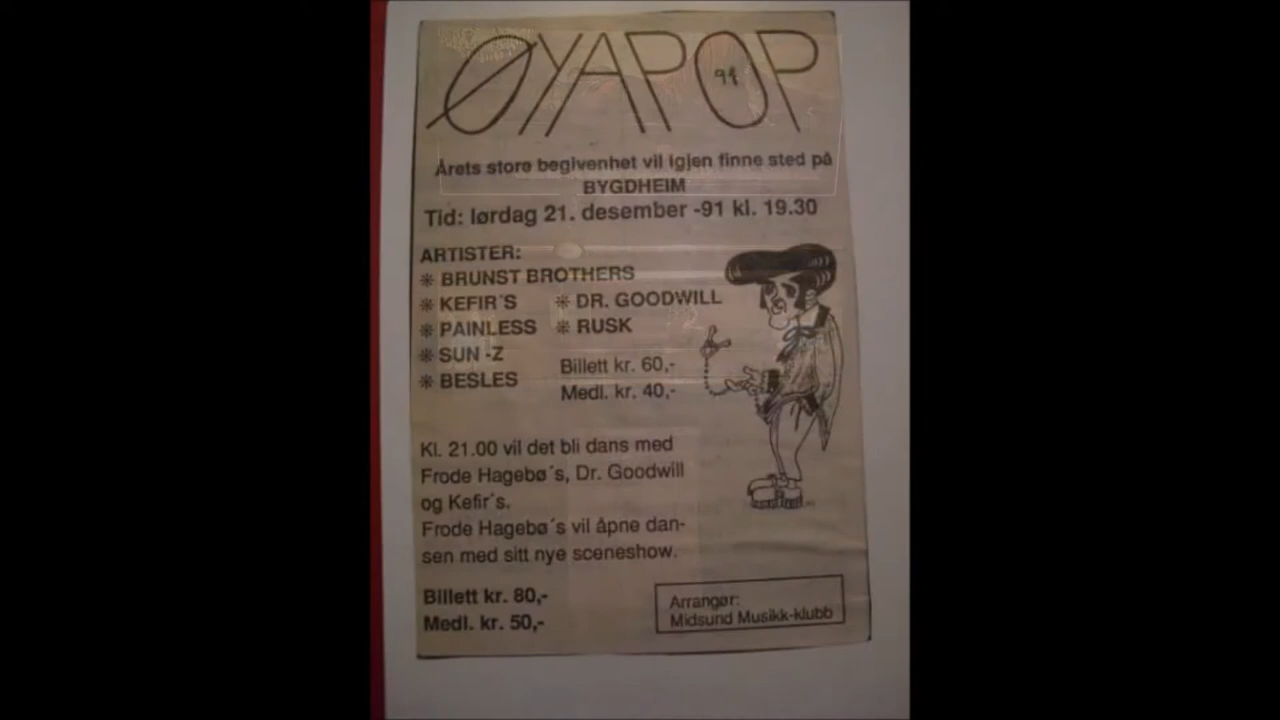 ØYAPOP
91
Årets store begivenhet vil igjen finne sted på
BYGDHEIM
Tid: lørdag 21. desember -91 kl. 19.30
ARTISTER:
* BRUNST BROTHERS
* KEFIR´S * DR. GOODWILL
* PAINLESS * RUSK
* SUN -Z
* BESLES
Billett kr. 60,-
Medl. kr. 40,-
Kl. 21.00 vil det bli dans med
Frode Hagebø´s, Dr. Goodwill
og Kefir´s.
Frode Hagebø´s vil åpne dan-
sen med sitt nye sceneshow.
Billett kr. 80,-
Medl. kr. 50,-
Arrangør:
Midsund Musikk-klubb